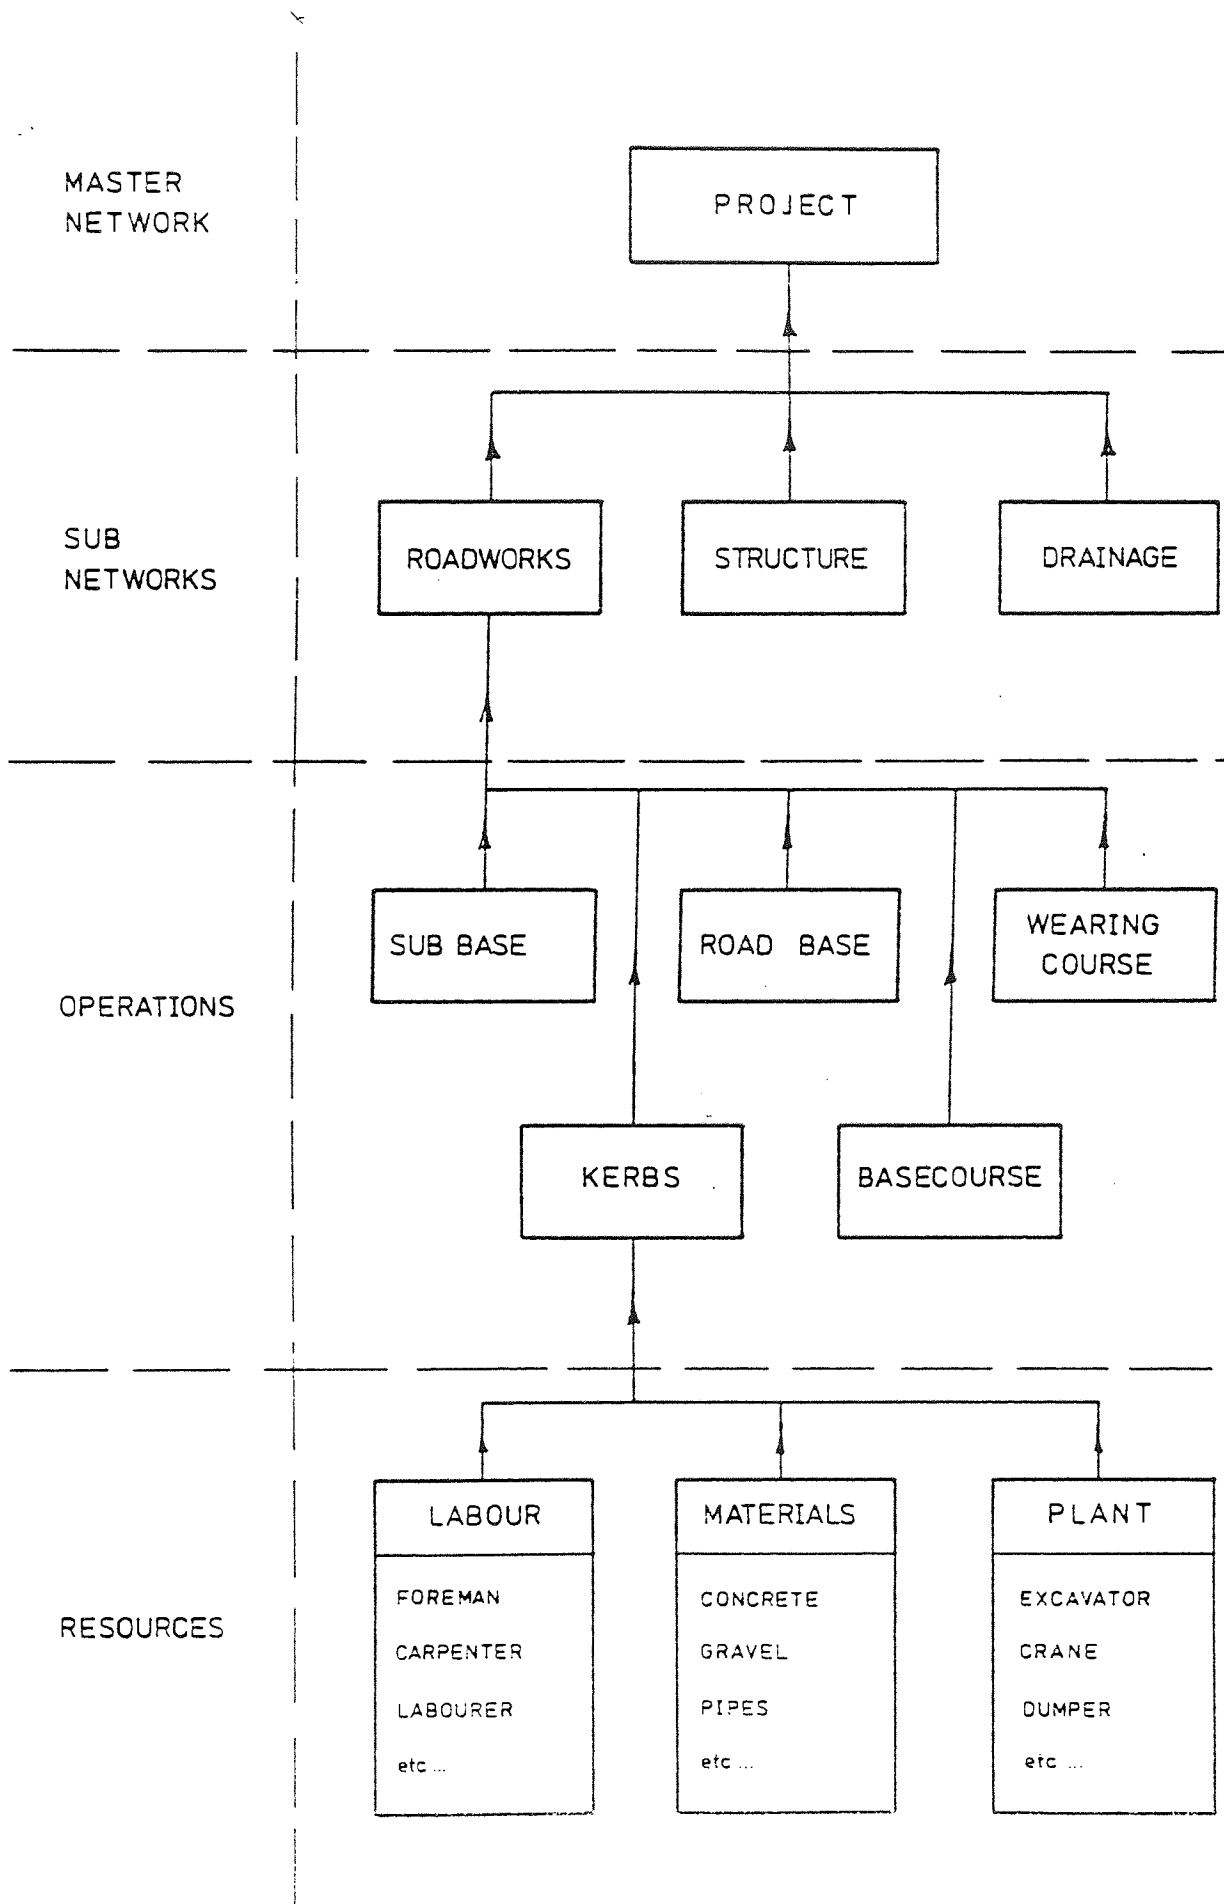 MASTER
NETWORK
PROJECT
SUB
NETWORKS
ROADWORKS
STRUCTURE
DRAINAGE
OPERATIONS
SUB BASE
ROAD BASE
WEARING
COURSE
KERBS
BASECOURSE
RESOURCES
LABOUR
FOREMAN
CARPENTER
LABOURER
etc ...
MATERIALS
CONCRETE
GRAVEL
PIPES
etc ...
PLANT
EXCAVATOR
CRANE
DUMPER
etc ...